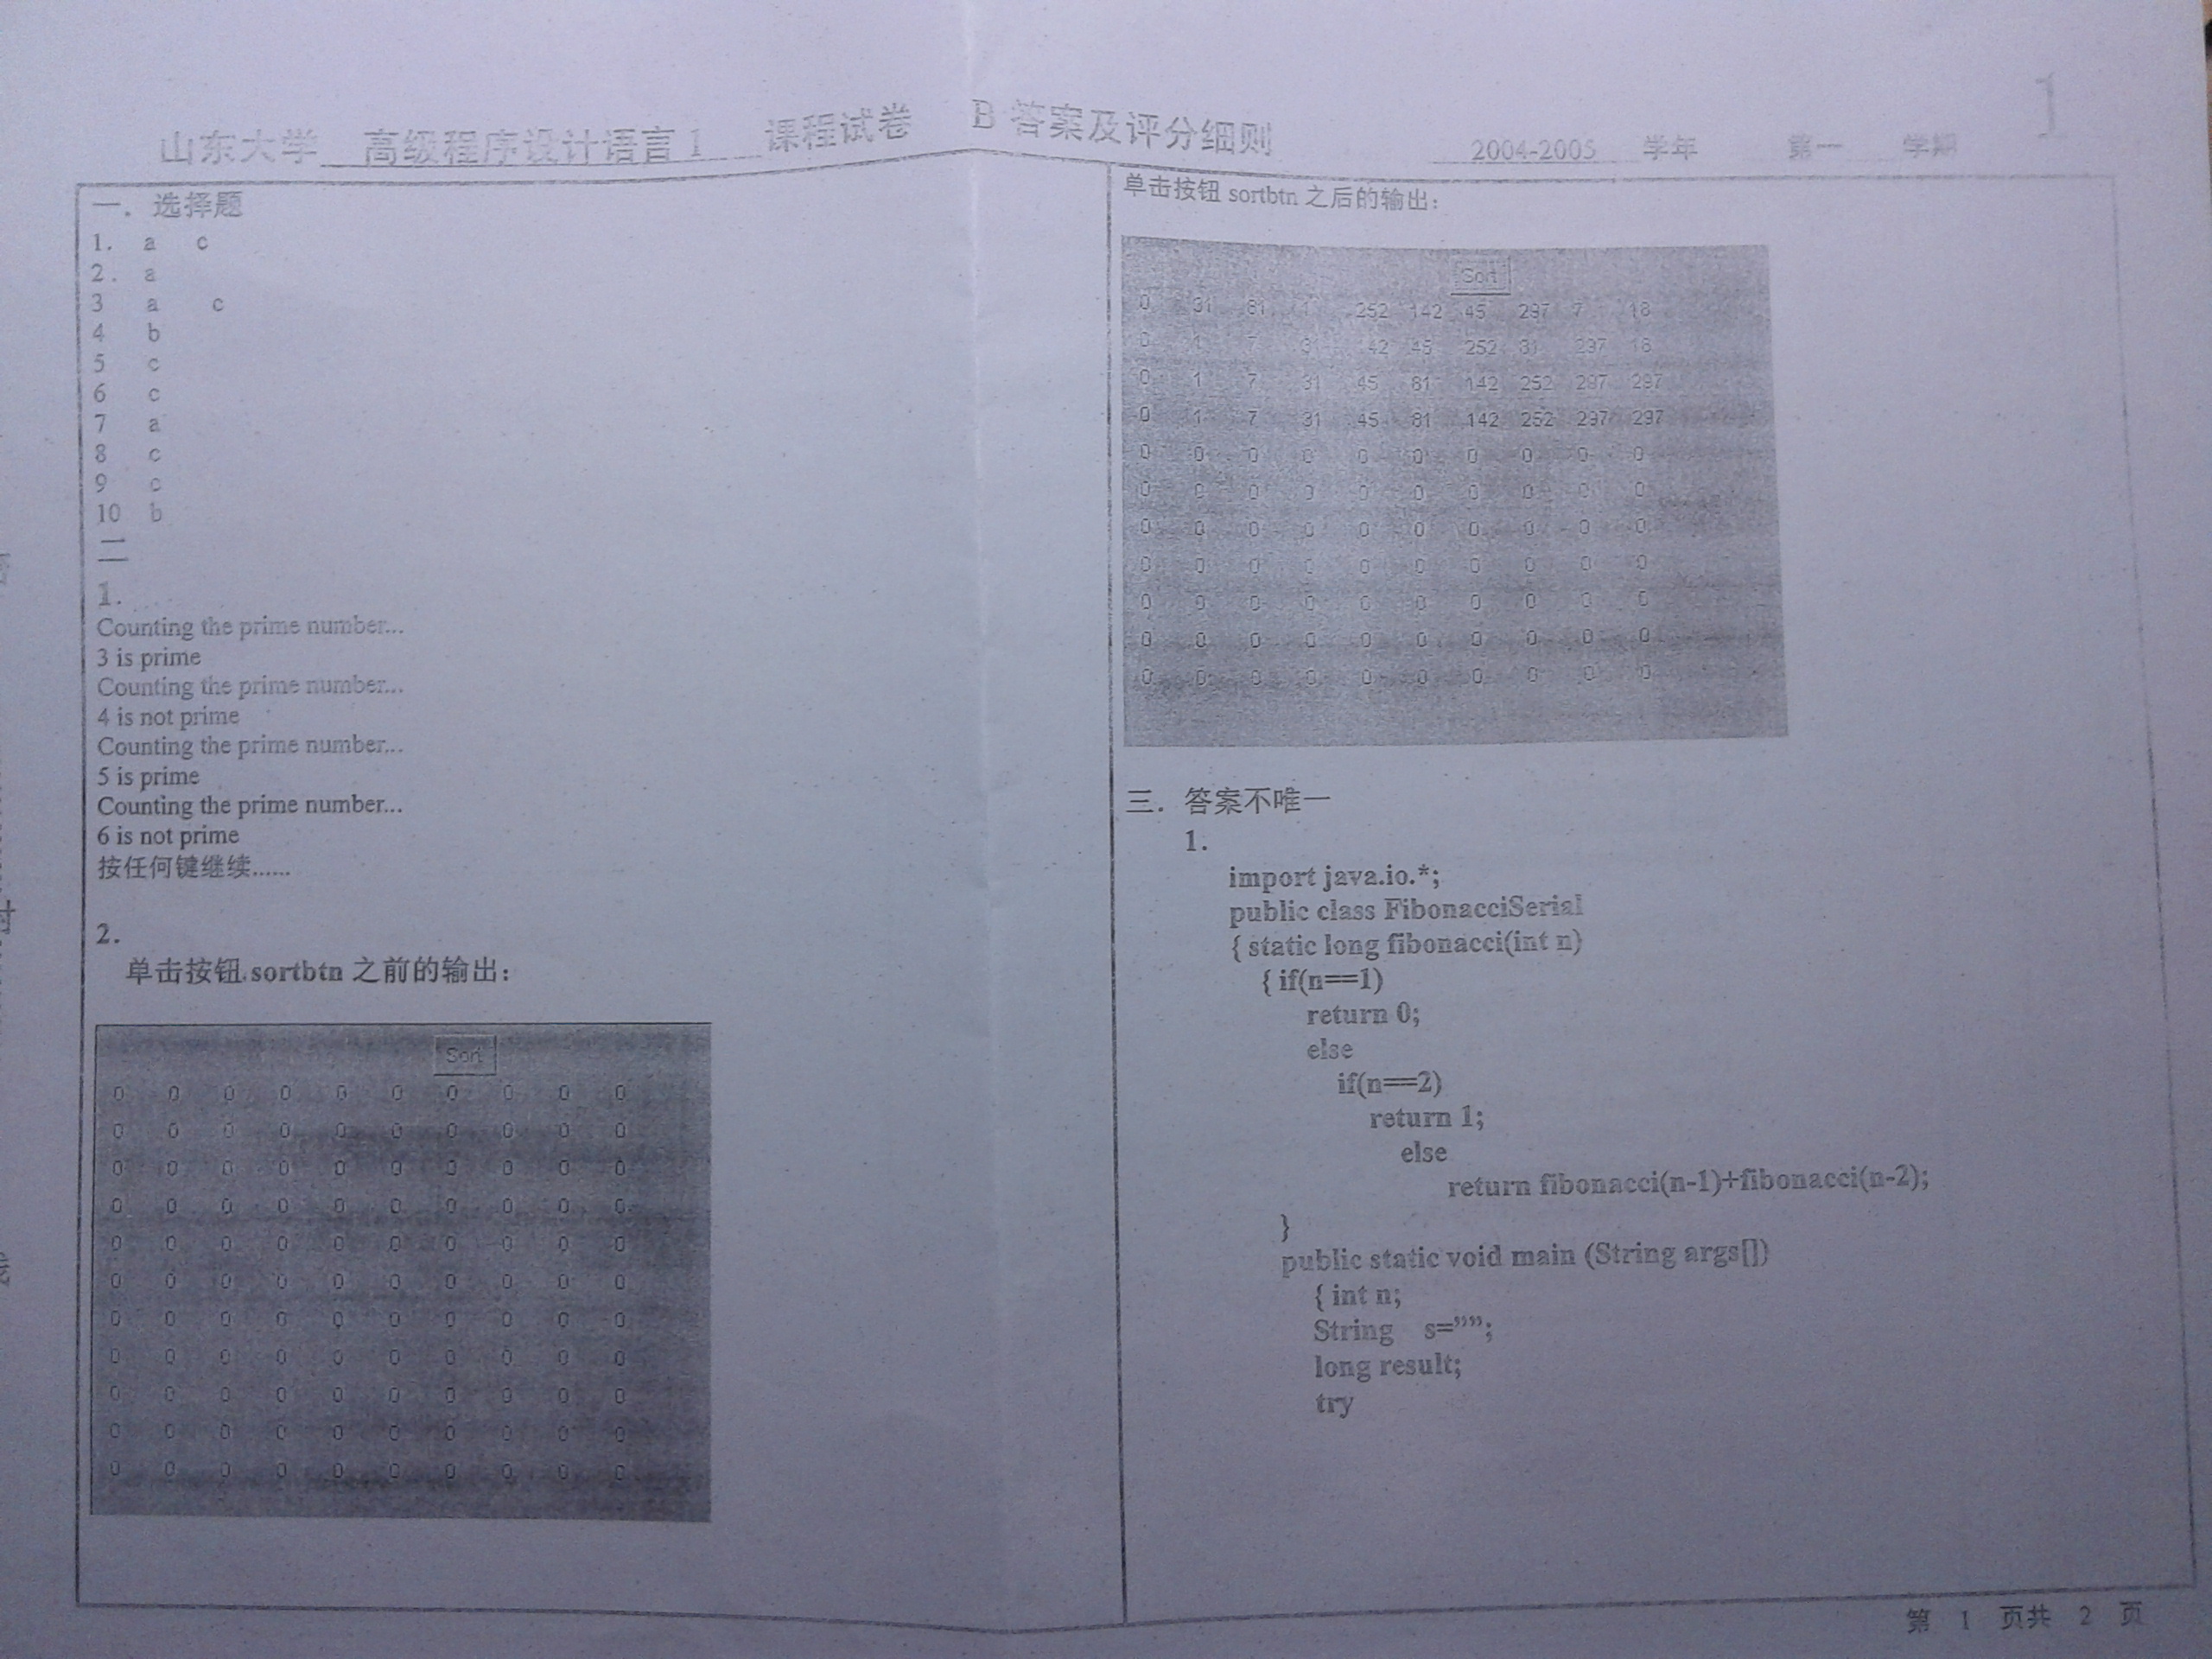 山东大学 高级程序设计语言 1 课程试卷 B 答案及评分细则 2004-2005 学年 第一 学期
1
一．选择题
1. a c
2. a
3 a c
4 b
5 c
6 c
7 a
8 c
9 c
10 b
二
1.
Counting the prime number...
3 is prime
Counting the prime number...
4 is not prime
Counting the prime number...
5 is prime
Counting the prime number...
6 is not prime
按任何键继续......
2.
单击按钮 sortbtn 之前的输出：
Sort
0 0 0 0 0 0 0 0 0 0
0 0 0 0 0 0 0 0 0 0
0 0 0 0 0 0 0 0 0 0
0 0 0 0 0 0 0 0 0 0
0 0 0 0 0 0 0 0 0 0
0 0 0 0 0 0 0 0 0 0
0 0 0 0 0 0 0 0 0 0
0 0 0 0 0 0 0 0 0 0
0 0 0 0 0 0 0 0 0 0
0 0 0 0 0 0 0 0 0 0
0 0 0 0 0 0 0 0 0 0
单击按钮 sortbtn 之后的输出：
Sort
0 31 81 1 252 142 45 297 7 18
0 1 7 31 142 45 252 81 297 18
0 1 7 31 45 81 142 252 297 297
0 1 7 31 45 81 142 252 297 297
0 0 0 0 0 0 0 0 0 0
0 0 0 0 0 0 0 0 0 0
0 0 0 0 0 0 0 0 0 0
0 0 0 0 0 0 0 0 0 0
0 0 0 0 0 0 0 0 0 0
0 0 0 0 0 0 0 0 0 0
0 0 0 0 0 0 0 0 0 0
三．答案不唯一
1.
import java.io.*;
public class FibonacciSerial
{ static long fibonacci(int n)
{ if(n==1)
return 0;
else
if(n==2)
return 1;
else
return fibonacci(n-1)+fibonacci(n-2);
}
public static void main (String args[])
{ int n;
String s=””;
long result;
try
第 1 页共 2 页